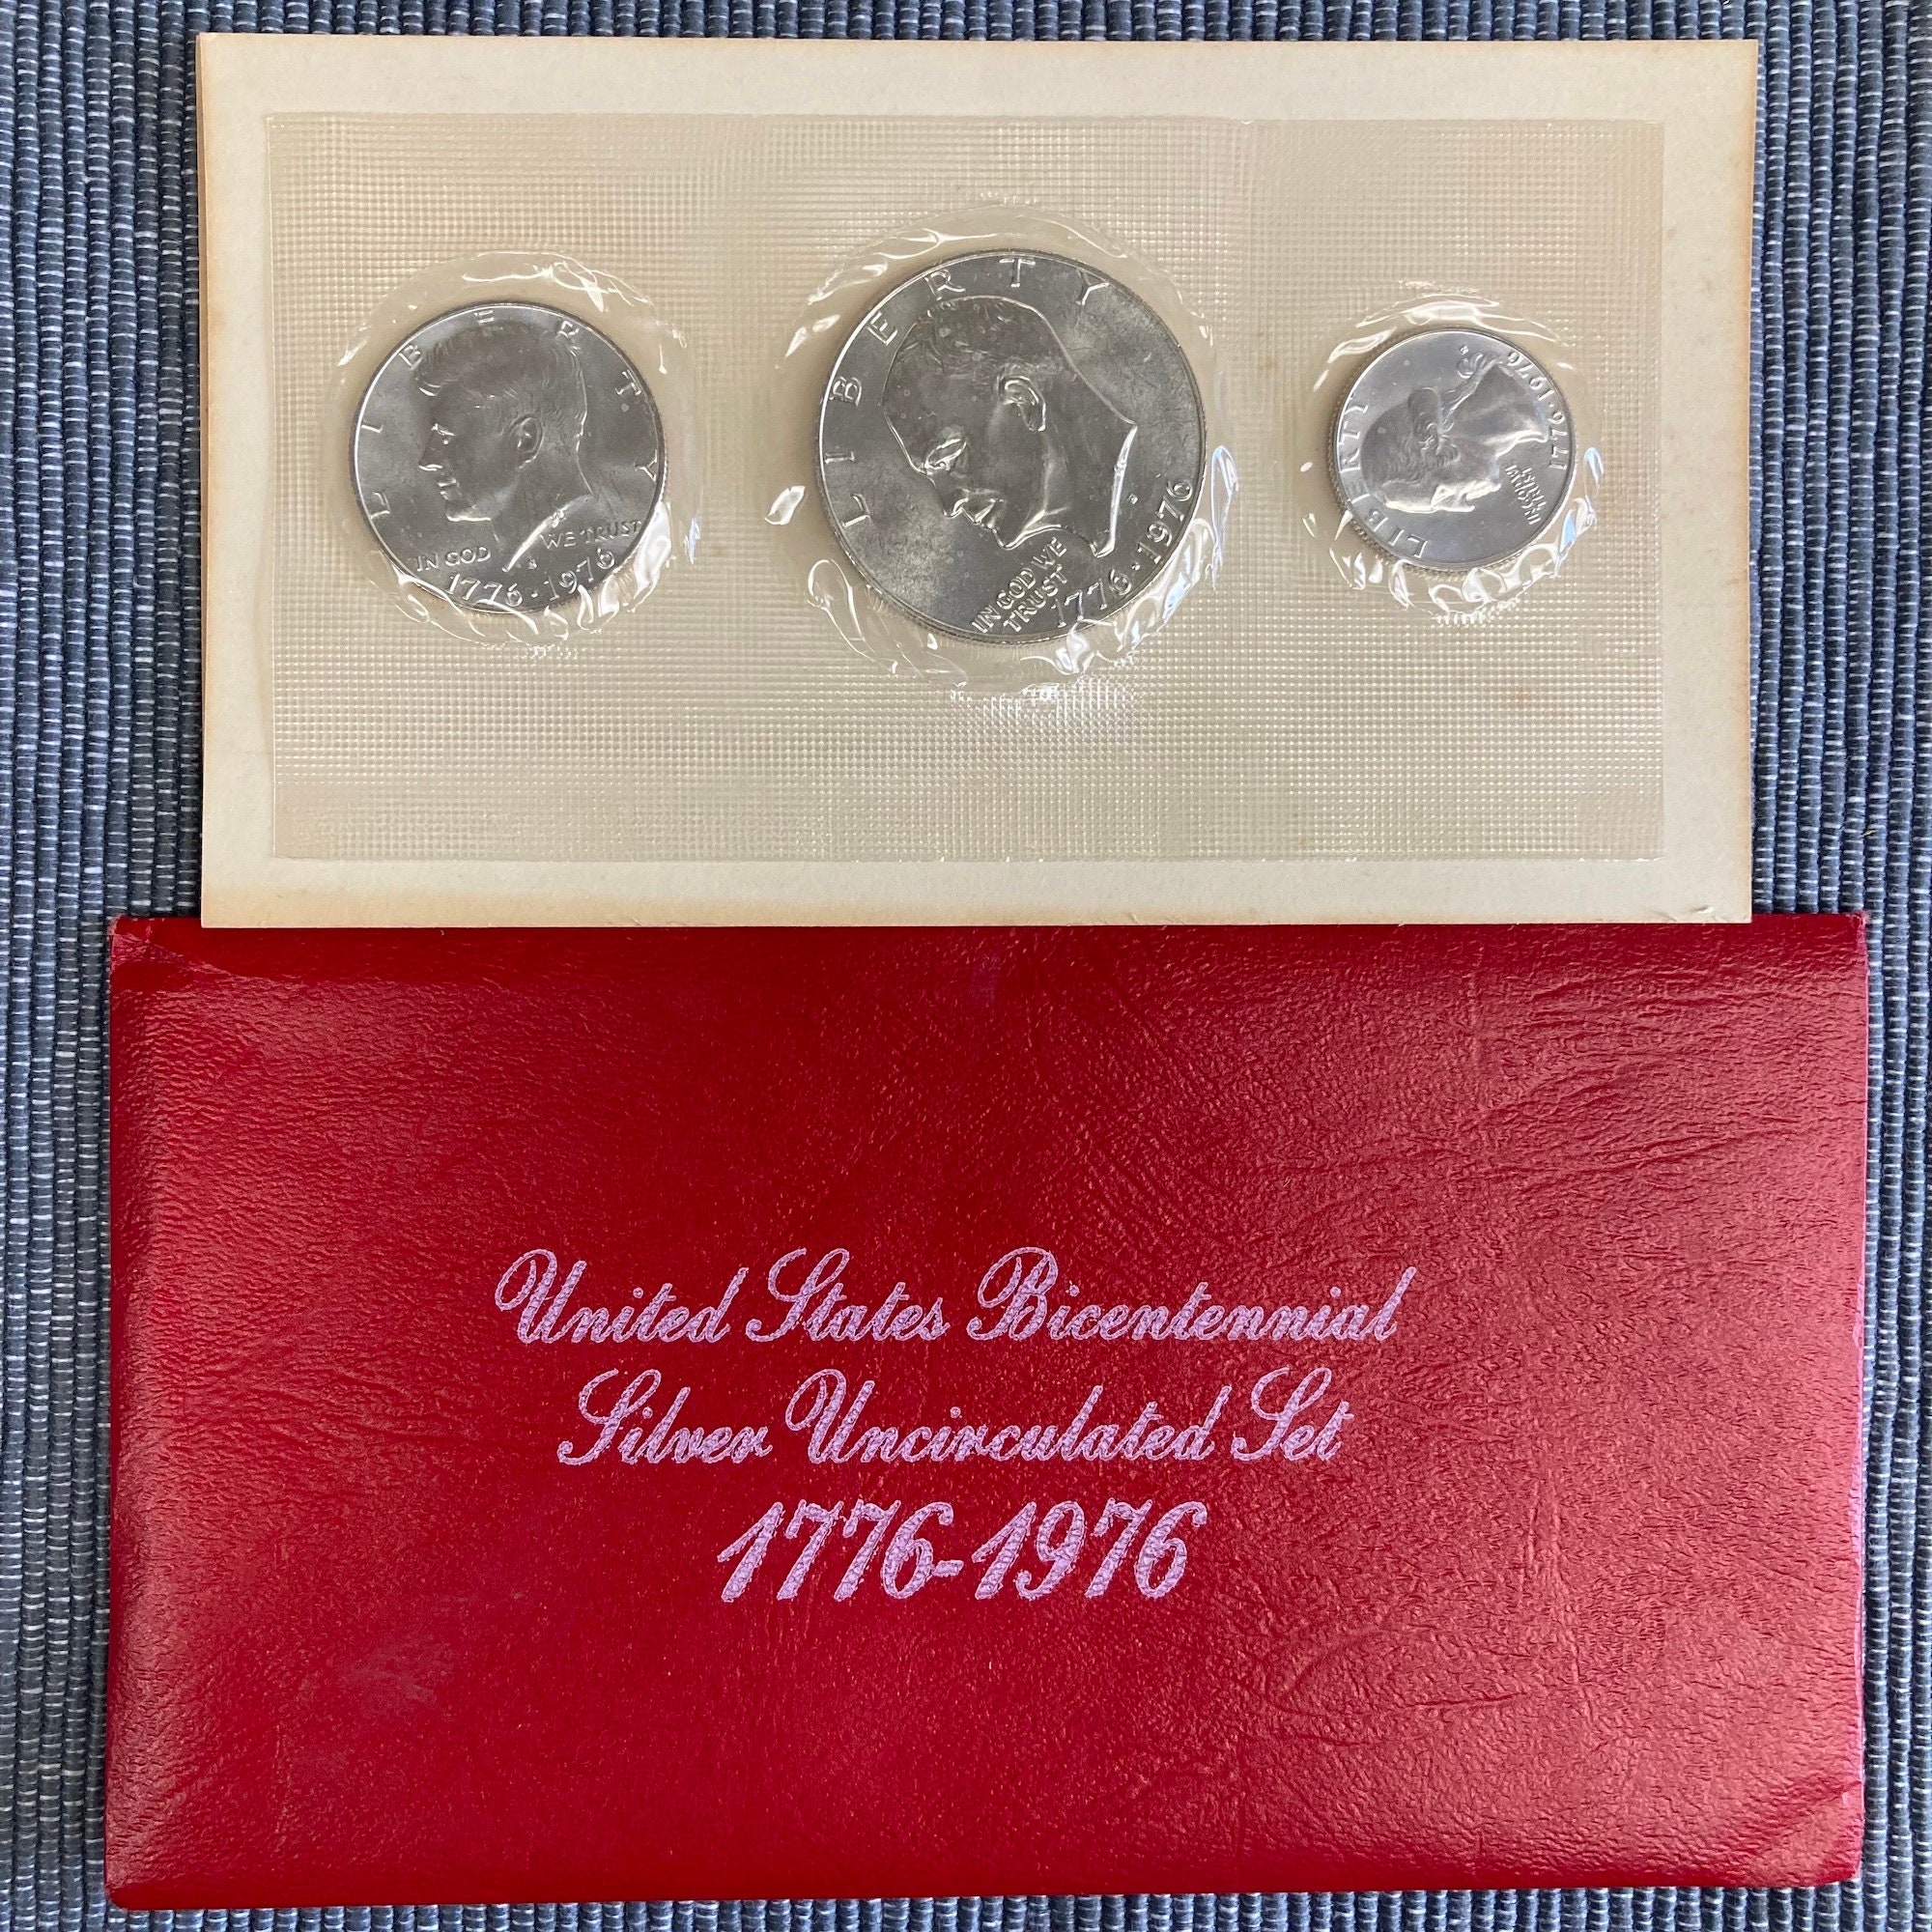 LIBERTY
IN GOD WE TRUST
S
1776·1976
LIBERTY
S
IN GOD WE
TRUST
1776·1976
LIBERTY
IN GOD
WE TRUST
S
1776·1976
United States Bicentennial
Silver Uncirculated Set
1776-1976